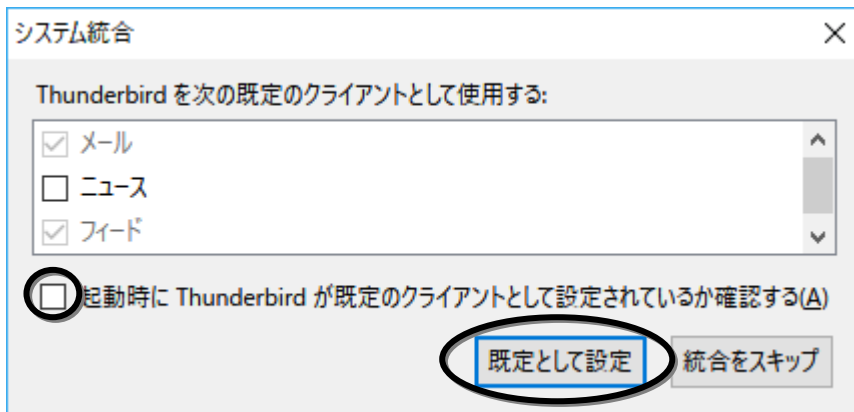 システム統合
Thunderbird を次の既定のクライアントとして使用する:
メール
ニュース
フィード
起動時に Thunderbird が既定のクライアントとして設定されているか確認する(A)
既定として設定 統合をスキップ